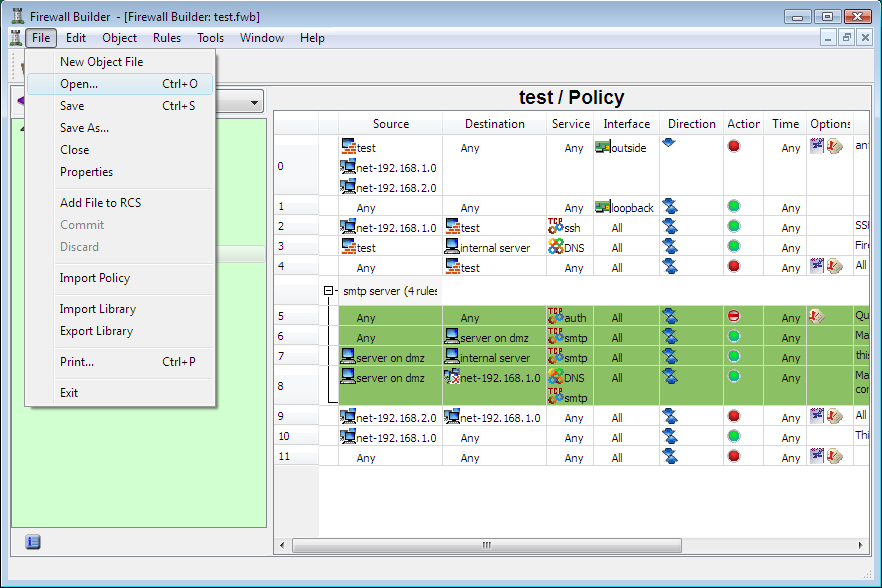 Firewall Builder - [Firewall Builder: test.fwb]
File Edit Object Rules Tools Window Help
New Object File
Open... Ctrl+O
Save Ctrl+S
Save As...
Close
Properties
Add File to RCS
Commit
Discard
Import Policy
Import Library
Export Library
Print... Ctrl+P
Exit
test / Policy
Source Destination Service Interface Direction Action Time Options
0 test Any Any outside Any an
net-192.168.1.0
net-192.168.2.0
1 Any Any Any loopback Any
2 net-192.168.1.0 test TCP ssh All Any SSH
3 test internal server DNS All Any Fire
4 Any test Any All Any All
smtp server (4 rules
5 Any Any TCP auth All Any Qu
6 Any server on dmz TCP smtp All Any Ma
7 server on dmz internal server TCP smtp All Any this
8 server on dmz net-192.168.1.0 DNS All Any Ma
TCP smtp con
9 net-192.168.2.0 net-192.168.1.0 Any All Any All
10 net-192.168.1.0 Any Any All Any Thi
11 Any Any Any All Any